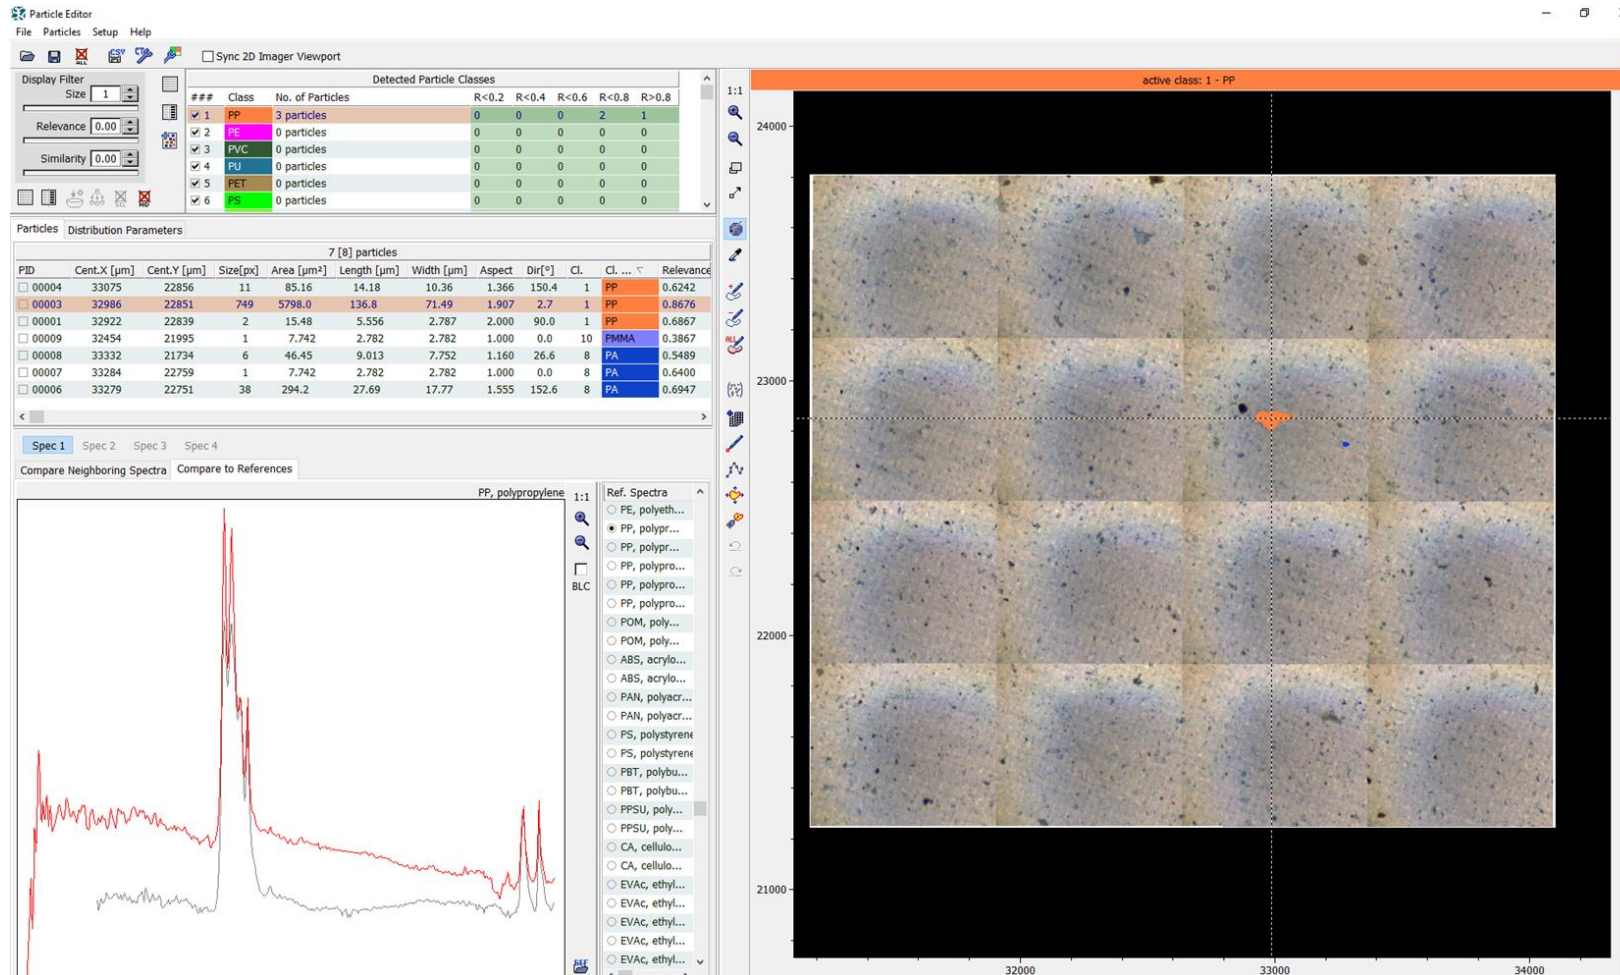 Particle Editor
File Particles Setup Help
Sync 2D Imager Viewport
Display Filter
Size 1
Relevance 0.00
Similarity 0.00
Detected Particle Classes
### Class No. of Particles R<0.2 R<0.4 R<0.6 R<0.8 R>0.8
1 PP 3 particles 0 0 0 2 1
2 PE 0 particles 0 0 0 0 0
3 PVC 0 particles 0 0 0 0 0
4 PU 0 particles 0 0 0 0 0
5 PET 0 particles 0 0 0 0 0
6 PS 0 particles 0 0 0 0 0
Particles Distribution Parameters
7 [8] particles
PID Cent.X [µm] Cent.Y [µm] Size[px] Area [µm²] Length [µm] Width [µm] Aspect Dir[°] Cl. Cl. ... Relevance
00004 33075 22856 11 85.16 14.18 10.36 1.366 150.4 1 PP 0.6242
00003 32986 22851 749 5798.0 136.8 71.49 1.907 2.7 1 PP 0.8676
00001 32922 22839 2 15.48 5.556 2.787 2.000 90.0 1 PP 0.6867
00009 32454 21995 1 7.742 2.782 2.782 1.000 0.0 10 PMMA 0.3867
00008 33332 21734 6 46.45 9.013 7.752 1.160 26.6 8 PA 0.5489
00007 33284 22759 1 7.742 2.782 2.782 1.000 0.0 8 PA 0.6400
00006 33279 22751 38 294.2 27.69 17.77 1.555 152.6 8 PA 0.6947
Spec 1 Spec 2 Spec 3 Spec 4
Compare Neighboring Spectra Compare to References
PP, polypropylene
1:1
BLC
Ref. Spectra
PE, polyeth...
PP, polypr...
PP, polypr...
PP, polypro...
PP, polypro...
PP, polypro...
POM, poly...
POM, poly...
ABS, acrylo...
ABS, acrylo...
PAN, polyacr...
PAN, polyacr...
PS, polystyrene
PS, polystyrene
PBT, polybu...
PBT, polybu...
PPSU, poly...
PPSU, poly...
CA, cellulo...
CA, cellulo...
EVAc, ethyl...
EVAc, ethyl...
EVAc, ethyl...
EVAc, ethyl...
EVAc, ethyl...
1:1
active class: 1 - PP
24000
23000
22000
21000
32000 33000 34000